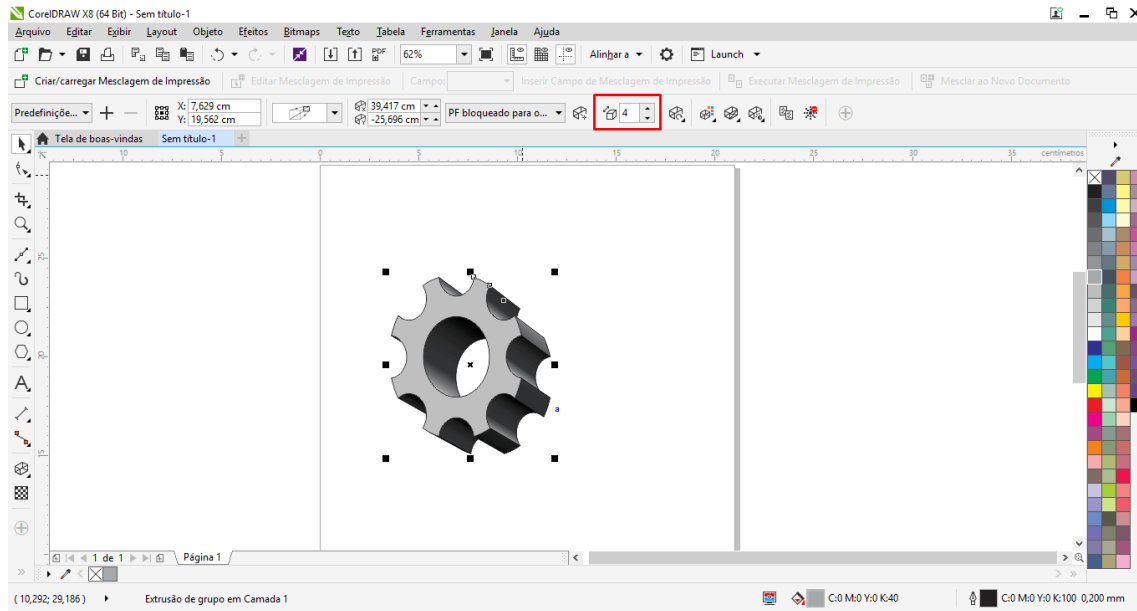 CorelDRAW X8 (64 Bit) - Sem título-1
Arquivo Editar Exibir Layout Objeto Efeitos Bitmaps Texto Tabela Ferramentas Janela Ajuda
PDF 62% Alinhar a Launch
Criar/carregar Mesclagem de Impressão Editar Mesclagem de Impressão Campo: Inserir Campo de Mesclagem de Impressão Executar Mesclagem de Impressão Mesclar ao Novo Documento
Predefiniçõe... X: 7,629 cm 39,417 cm PF bloqueado para o... 4
Y: 19,562 cm -25,696 cm
Tela de boas-vindas Sem título-1
10 5 0 5 10 15 20 25 30 35 centímetros
25
20
a
15
1 de 1 Página 1
(10,292; 29,186) Extrusão de grupo em Camada 1 C:0 M:0 Y:0 K:40 C:0 M:0 Y:0 K:100 0,200 mm